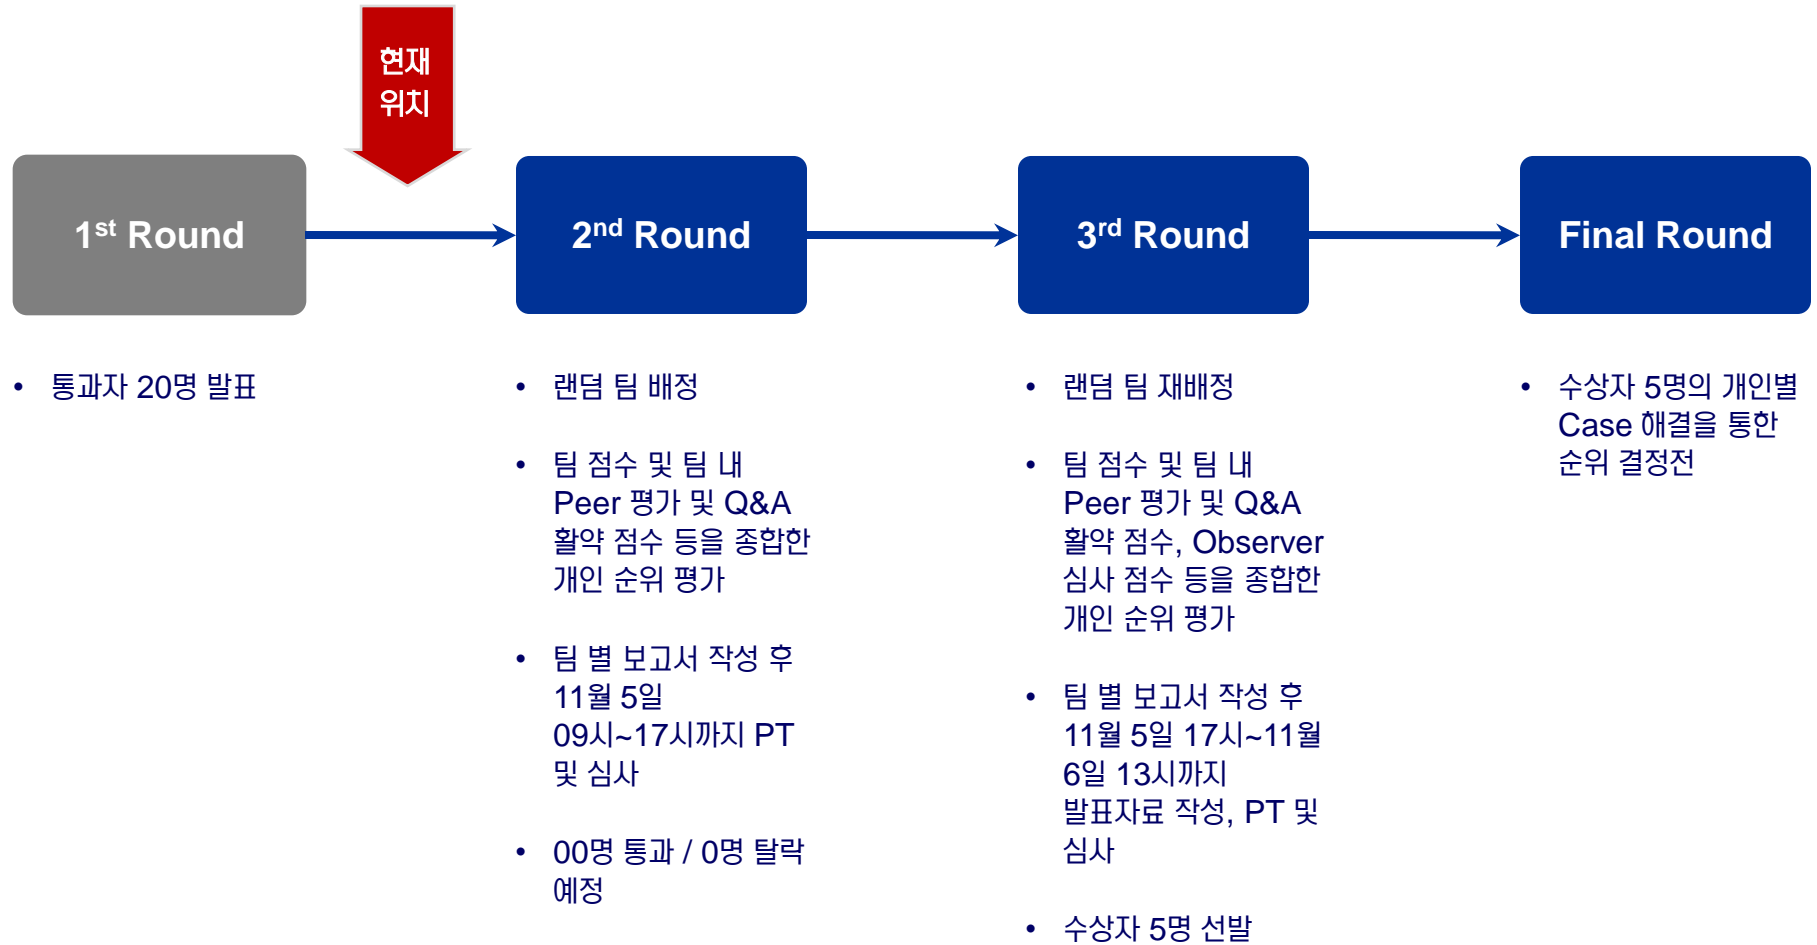 현재
위치
1st Round
2nd Round
3rd Round
Final Round
• 통과자 20명 발표
• 랜덤 팀 배정
• 팀 점수 및 팀 내
Peer 평가 및 Q&A
활약 점수 등을 종합한
개인 순위 평가
• 팀 별 보고서 작성 후
11월 5일
09시~17시까지 PT
및 심사
• 00명 통과 / 0명 탈락
예정
• 랜덤 팀 재배정
• 팀 점수 및 팀 내
Peer 평가 및 Q&A
활약 점수, Observer
심사 점수 등을 종합한
개인 순위 평가
• 팀 별 보고서 작성 후
11월 5일 17시~11월
6일 13시까지
발표자료 작성, PT 및
심사
• 수상자 5명 선발
• 수상자 5명의 개인별
Case 해결을 통한
순위 결정전